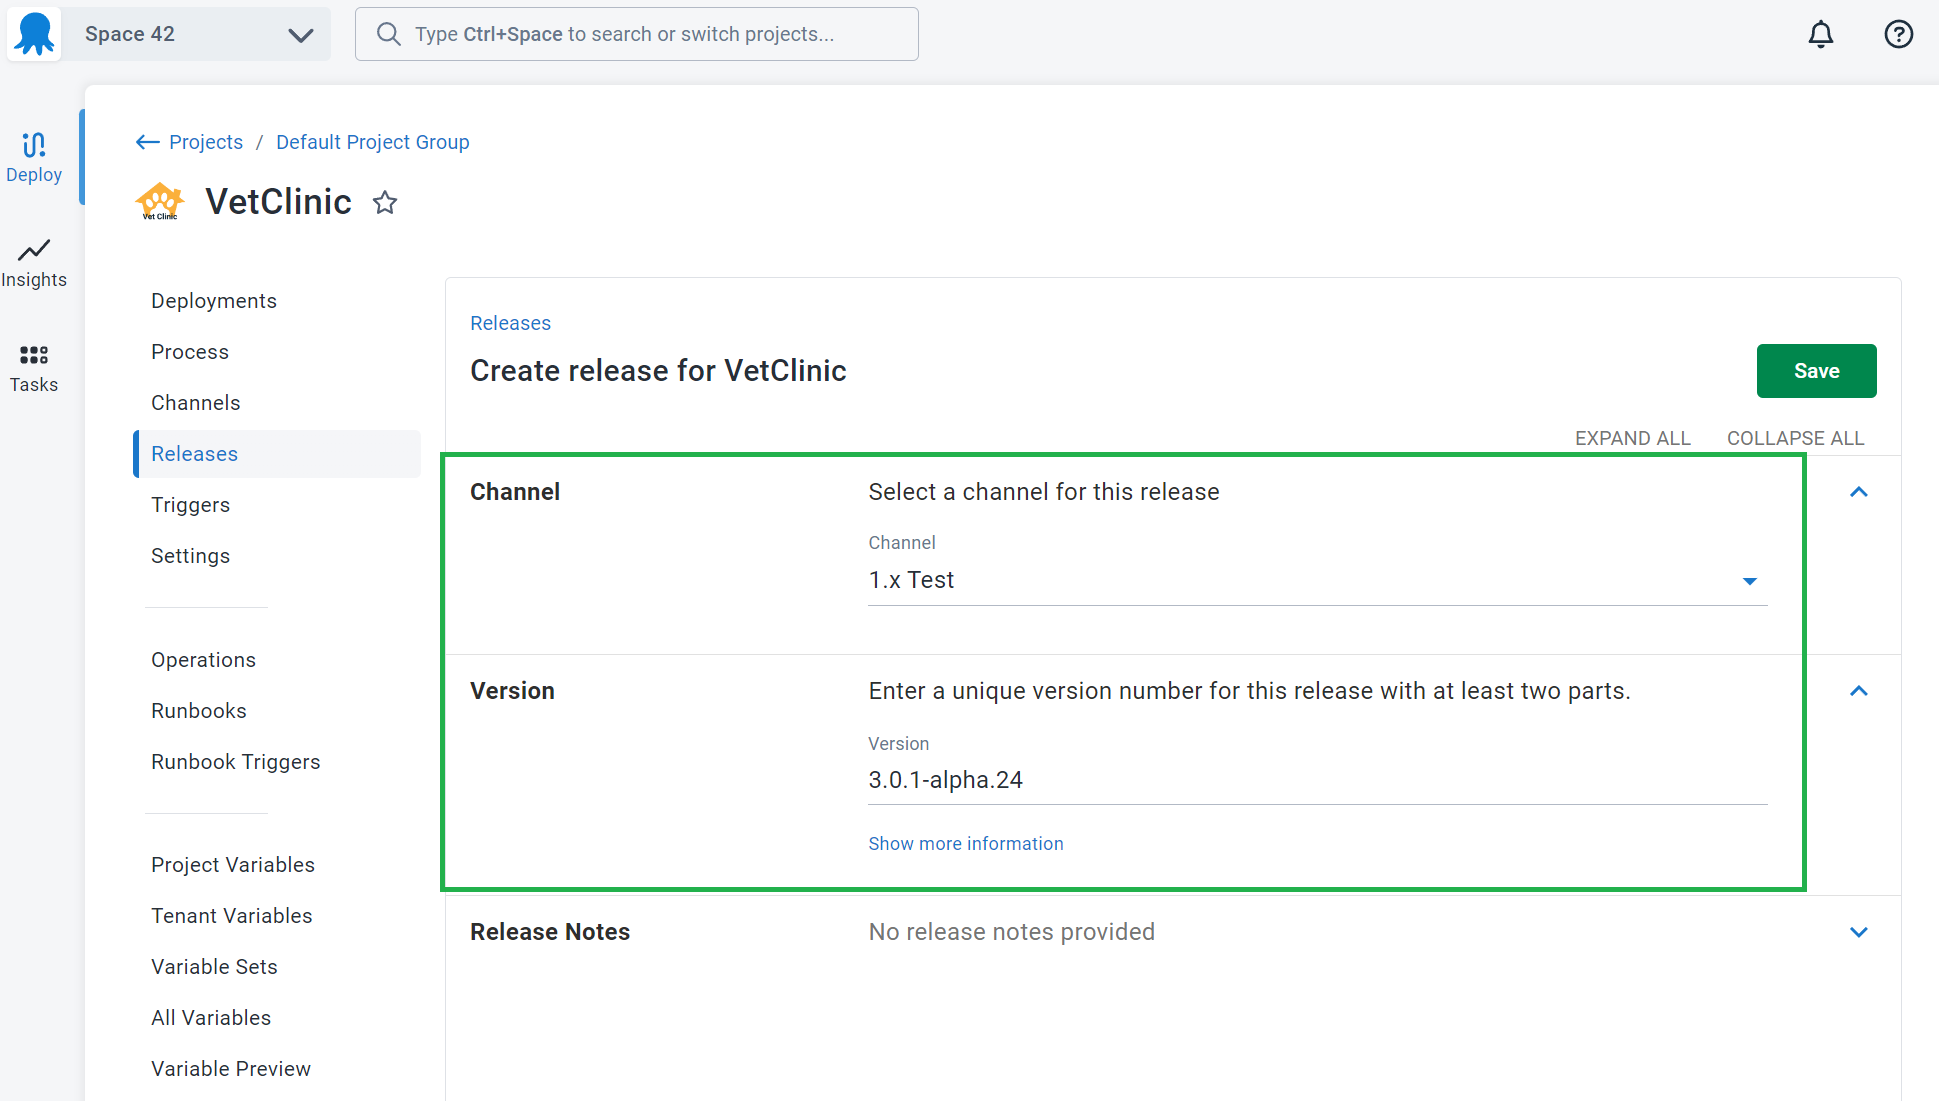 Space 42
Type Ctrl+Space to search or switch projects...
Deploy
Insights
Tasks
Projects / Default Project Group
Vet Clinic
VetClinic
Deployments
Process
Channels
Releases
Triggers
Settings
Operations
Runbooks
Runbook Triggers
Project Variables
Tenant Variables
Variable Sets
All Variables
Variable Preview
Releases
Create release for VetClinic
Save
EXPAND ALL COLLAPSE ALL
Channel
Select a channel for this release
Channel
1.x Test
Version
Enter a unique version number for this release with at least two parts.
Version
3.0.1-alpha.24
Show more information
Release Notes
No release notes provided